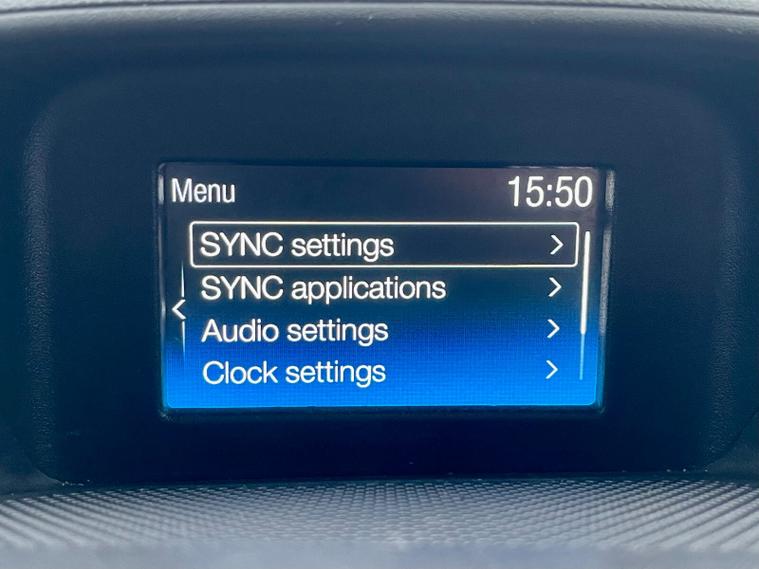 Menu 15:50
SYNC settings
SYNC applications
Audio settings
Clock settings